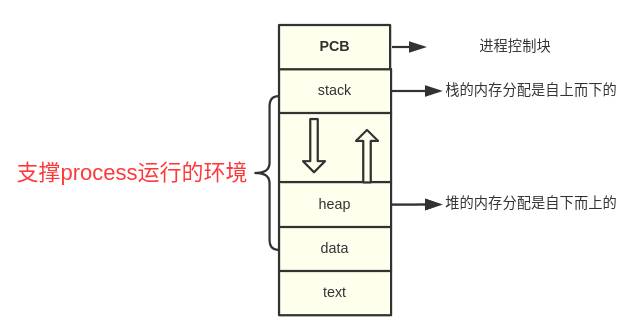 PCB
进程控制块
stack
栈的内存分配是自上而下的
支撑process运行的环境
heap
堆的内存分配是自下而上的
data
text